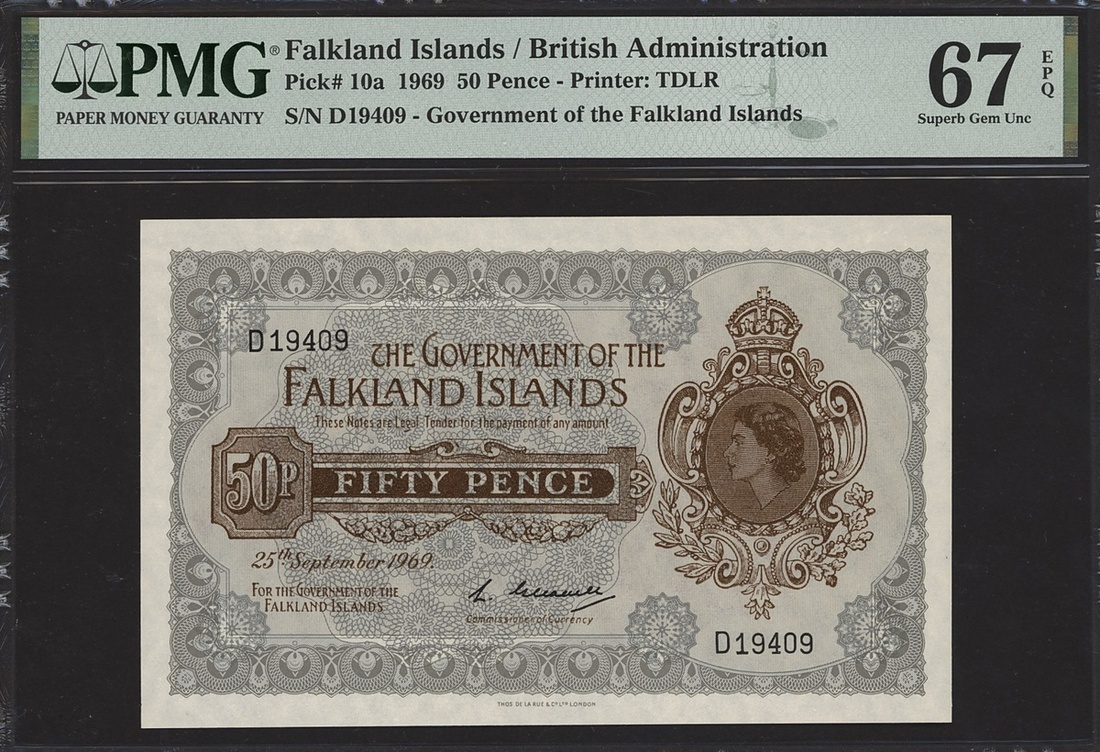 PMG® Falkland Islands / British Administration
Pick# 10a 1969 50 Pence - Printer: TDLR
PAPER MONEY GUARANTY S/N D19409 - Government of the Falkland Islands
67 EPQ
Superb Gem Unc
D19409
THE GOVERNMENT OF THE
FALKLAND ISLANDS
These Notes are Legal Tender for the payment of any amount
50P FIFTY PENCE
25th September 1969.
FOR THE GOVERNMENT OF THE
FALKLAND ISLANDS
Commissioner of Currency
D19409
THOS DE LA RUE & CO LTD LONDON